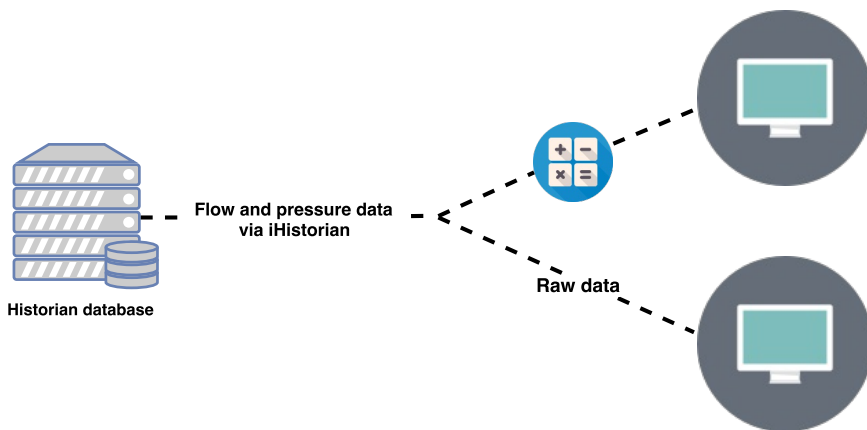 Flow and pressure data
via iHistorian
Raw data
Historian database